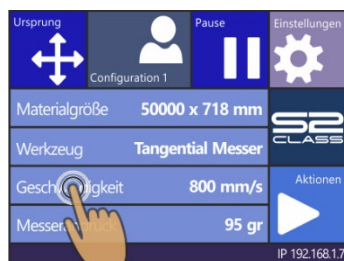 Ursprung
Pause
Einstellungen
Configuration 1
Materialgröße 50000 x 718 mm
S2
CLASS
Werkzeug Tangential Messer
Aktionen
800 mm/s
95 gr
IP 192.168.1.7